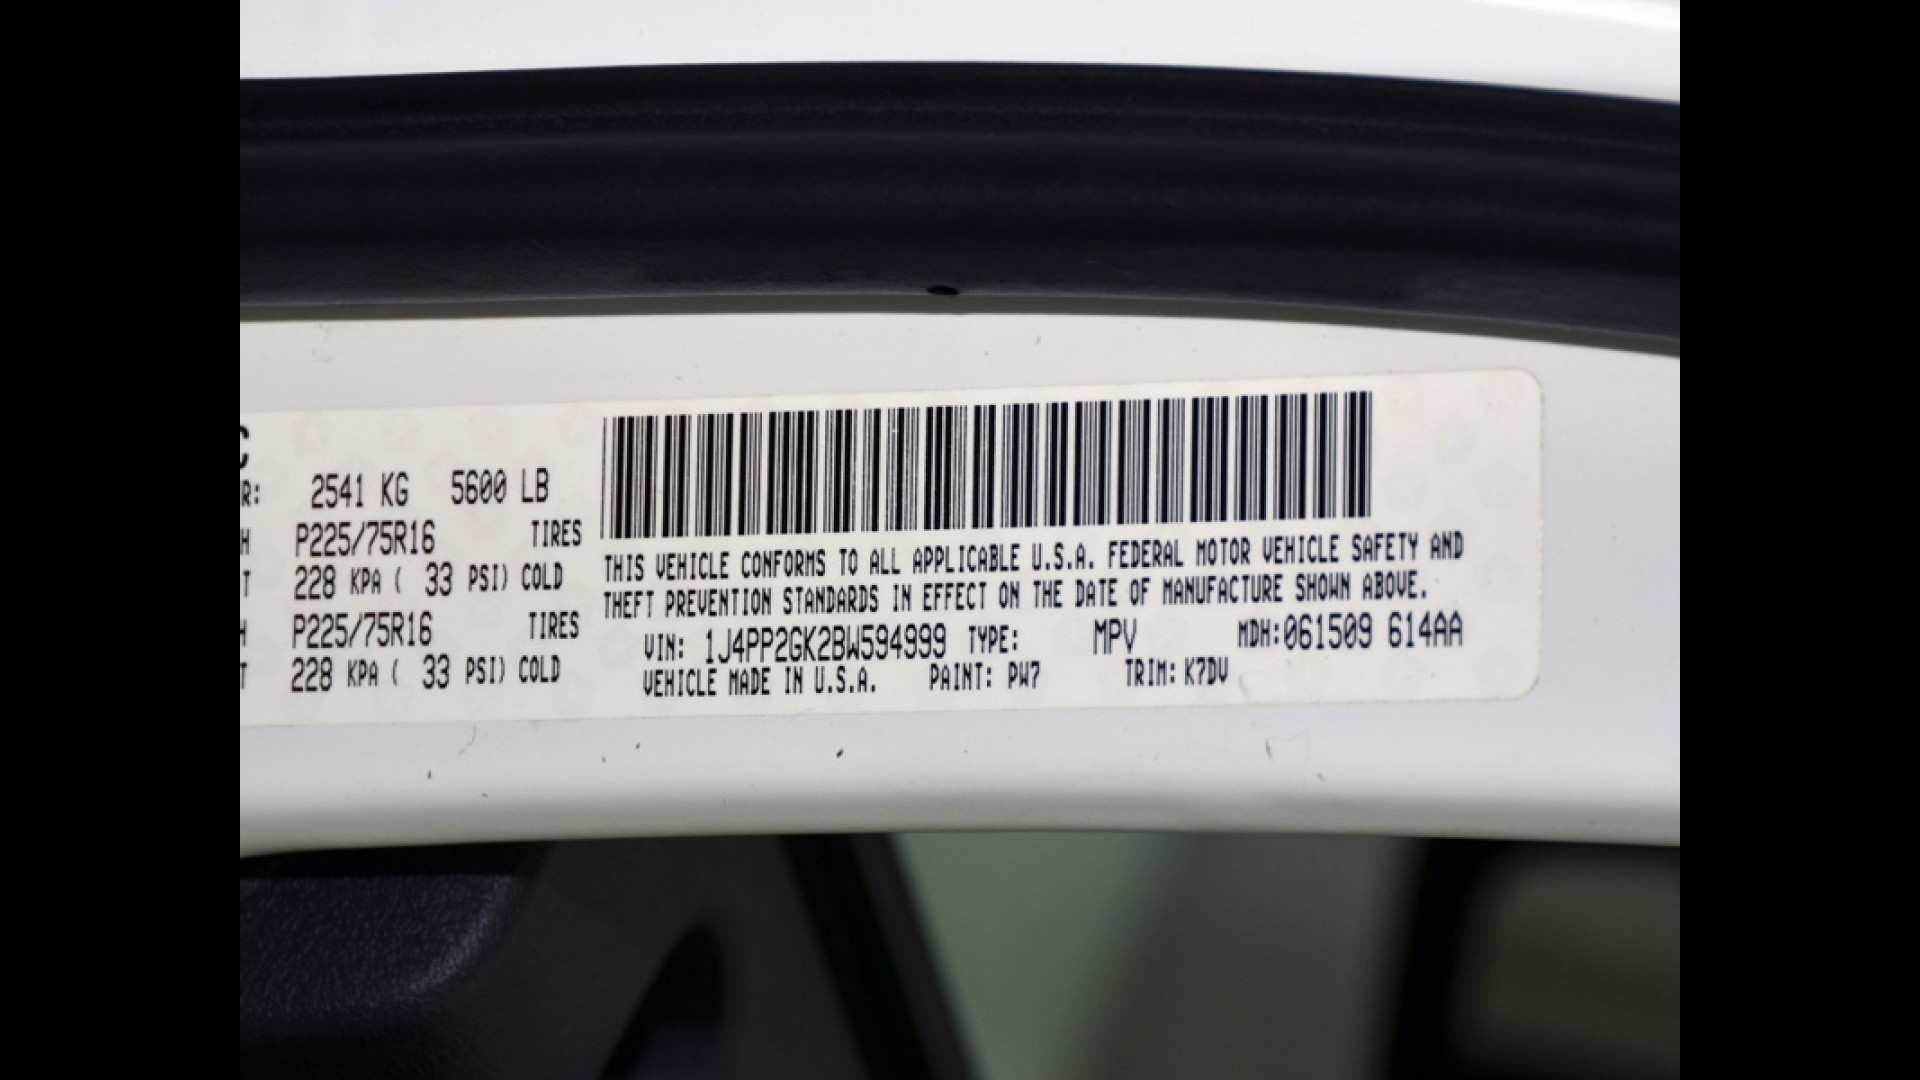 R: 2541 KG 5600 LB
H P225/75R16 TIRES
T 228 KPA ( 33 PSI) COLD
H P225/75R16 TIRES
T 228 KPA ( 33 PSI) COLD
THIS VEHICLE CONFORMS TO ALL APPLICABLE U.S.A. FEDERAL MOTOR VEHICLE SAFETY AND
THEFT PREVENTION STANDARDS IN EFFECT ON THE DATE OF MANUFACTURE SHOWN ABOVE.
VIN: 1J4PP2GK2BW594999 TYPE: MPV MDH:061509 614AA
VEHICLE MADE IN U.S.A. PAINT: PW7 TRIM: K7DV